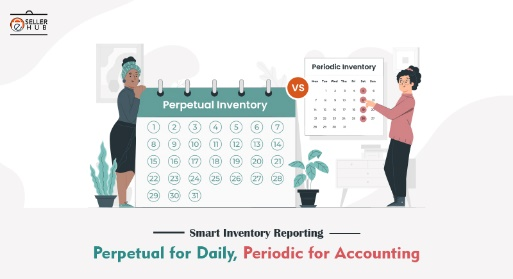 SELLER
HUB
Perpetual Inventory
VS
Periodic Inventory
1 2 3 4 5 6 7
8 9 10 11 12 13 14
15 16 17 18 19 20 21
22 23 24 25 26 27 28
29 30 31
Smart Inventory Reporting
Perpetual for Daily, Periodic for Accounting